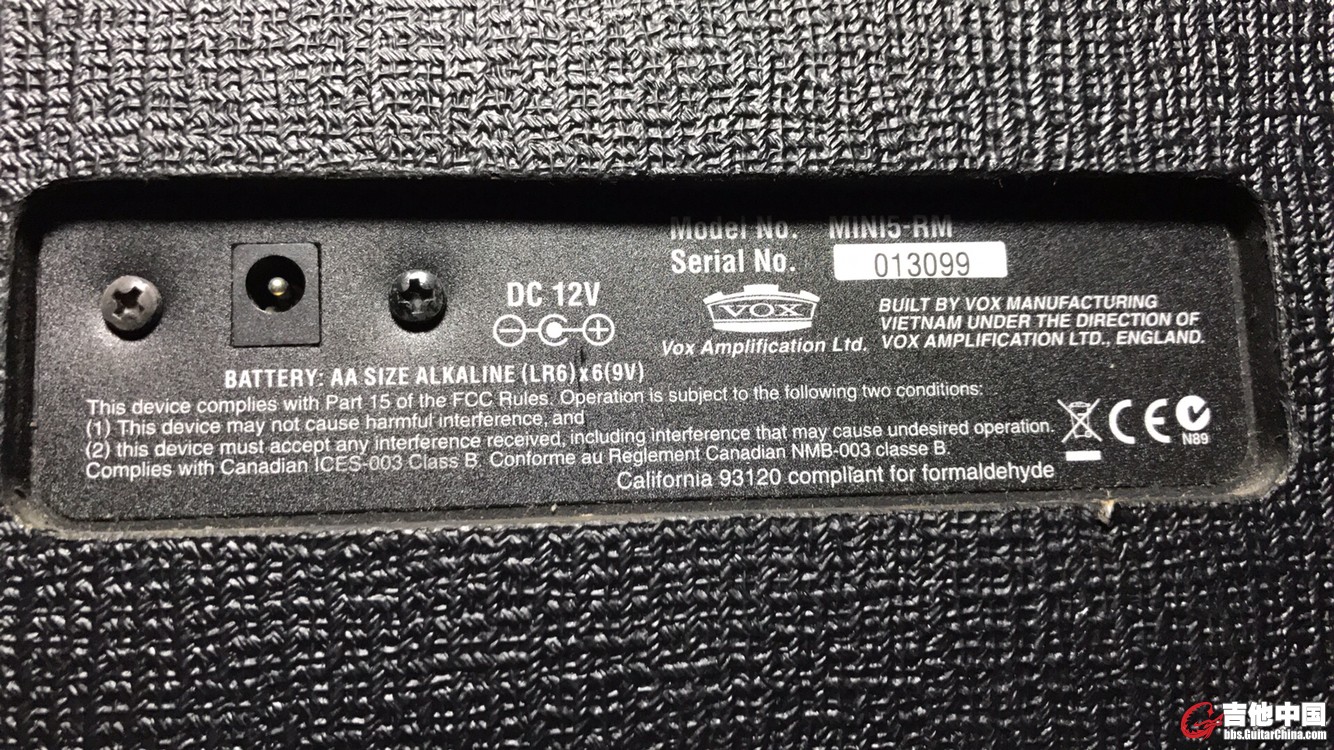 Model No. MINI5-RM
Serial No. 013099
DC 12V
VOX
Vox Amplification Ltd.
BUILT BY VOX MANUFACTURING
VIETNAM UNDER THE DIRECTION OF
VOX AMPLIFICATION LTD., ENGLAND.
BATTERY: AA SIZE ALKALINE (LR6)x6(9V)
This device complies with Part 15 of the FCC Rules. Operation is subject to the following two conditions:
(1) This device may not cause harmful interference, and
(2) this device must accept any interference received, including interference that may cause undesired operation.
Complies with Canadian ICES-003 Class B. Conforme au Reglement Canadian NMB-003 classe B.
CE
N89
California 93120 compliant for formaldehyde
吉他中国
bbs.GuitarChina.com